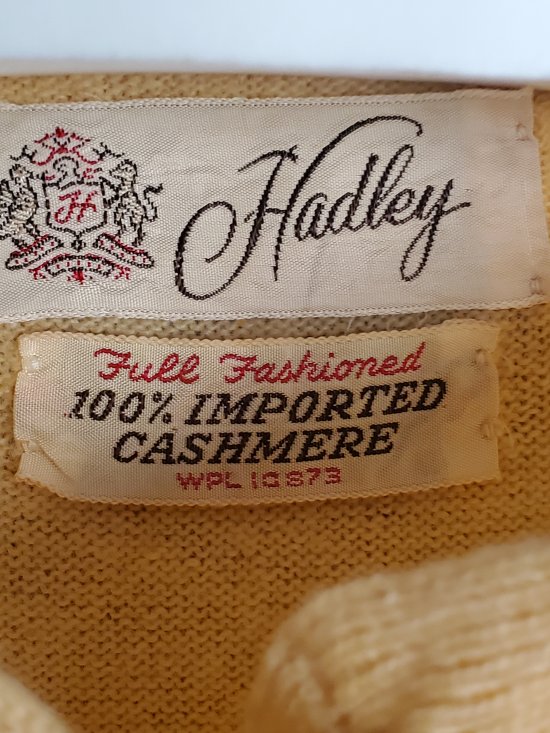 H
Hadley
Full Fashioned
100% IMPORTED
CASHMERE
WPL 10873